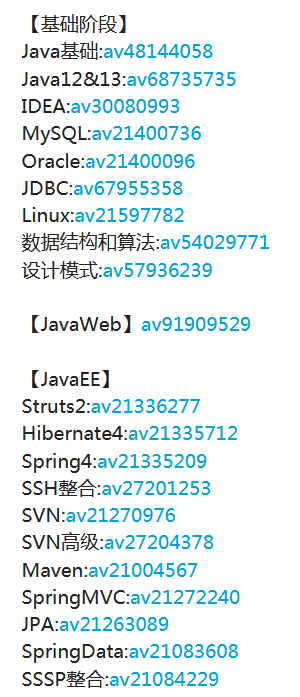 【基础阶段】
Java基础:av48144058
Java12&13:av68735735
IDEA:av30080993
MySQL:av21400736
Oracle:av21400096
JDBC:av67955358
Linux:av21597782
数据结构和算法:av54029771
设计模式:av57936239
【JavaWeb】av91909529
【JavaEE】
Struts2:av21336277
Hibernate4:av21335712
Spring4:av21335209
SSH整合:av27201253
SVN:av21270976
SVN高级:av27204378
Maven:av21004567
SpringMVC:av21272240
JPA:av21263089
SpringData:av21083608
SSSP整合:av21084229